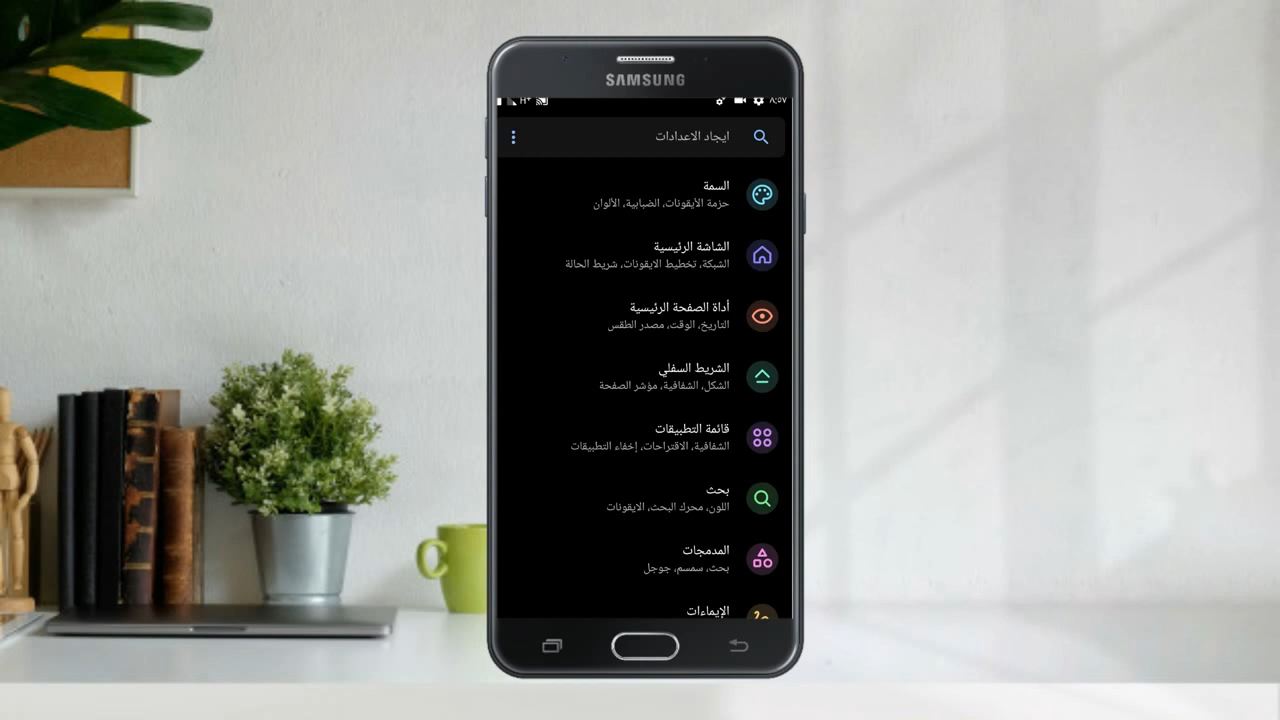 SAMSUNG
H+ ٨:٥٧
ايجاد الاعدادات
السمة
حزمة الأيقونات، الضبابية، الألوان
الشاشة الرئيسية
الشبكة، تخطيط الايقونات، شريط الحالة
أداة الصفحة الرئيسية
التاريخ، الوقت، مصدر الطقس
الشريط السفلي
الشكل، الشفافية، مؤشر الصفحة
قائمة التطبيقات
الشفافية، الاقتراحات، إخفاء التطبيقات
بحث
اللون، محرك البحث، الايقونات
المدمجات
بحث، سمسم، جوجل
الإيماءات